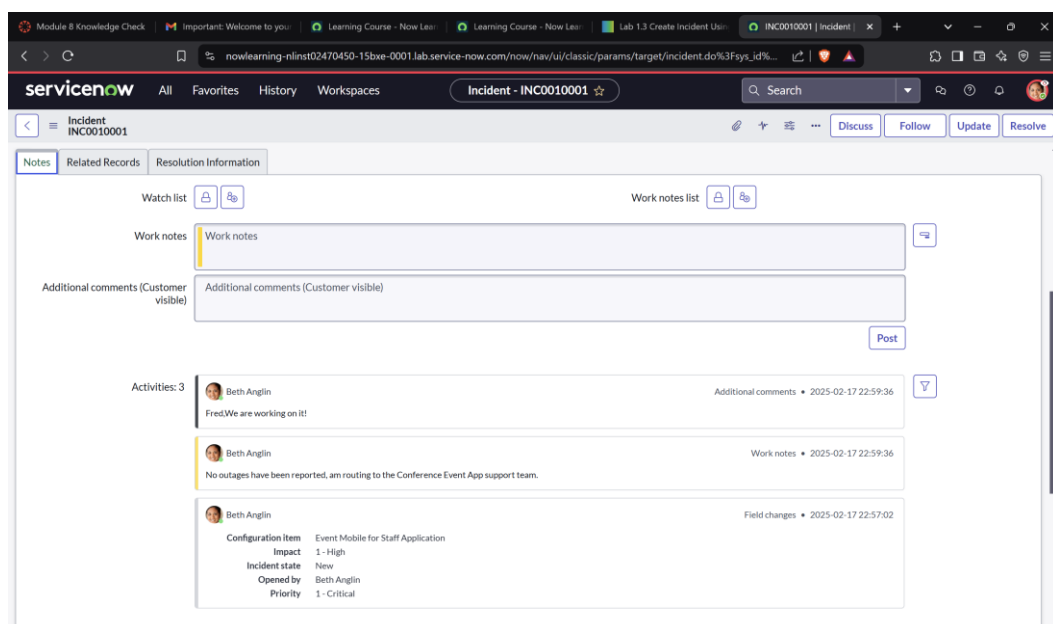 Module 8 Knowledge Check
Important: Welcome to your
Learning Course - Now Lear
Learning Course - Now Lear
Lab 1.3 Create Incident Usin
INC0010001 | Incident |
nowlearning-nlinst02470450-15bxe-0001.lab.service-now.com/now/nav/ui/classic/params/target/incident.do%3Fsys_id%...
servicenow All Favorites History Workspaces Incident - INC0010001 Search
Incident
INC0010001
Discuss Follow Update Resolve
Notes Related Records Resolution Information
Watch list Work notes list
Work notes Work notes
Additional comments (Customer visible) Additional comments (Customer visible)
Post
Activities: 3
Beth Anglin Additional comments • 2025-02-17 22:59:36
Fred,We are working on it!
Beth Anglin Work notes • 2025-02-17 22:59:36
No outages have been reported, am routing to the Conference Event App support team.
Beth Anglin Field changes • 2025-02-17 22:57:02
Configuration item Event Mobile for Staff Application
Impact 1 - High
Incident state New
Opened by Beth Anglin
Priority 1 - Critical